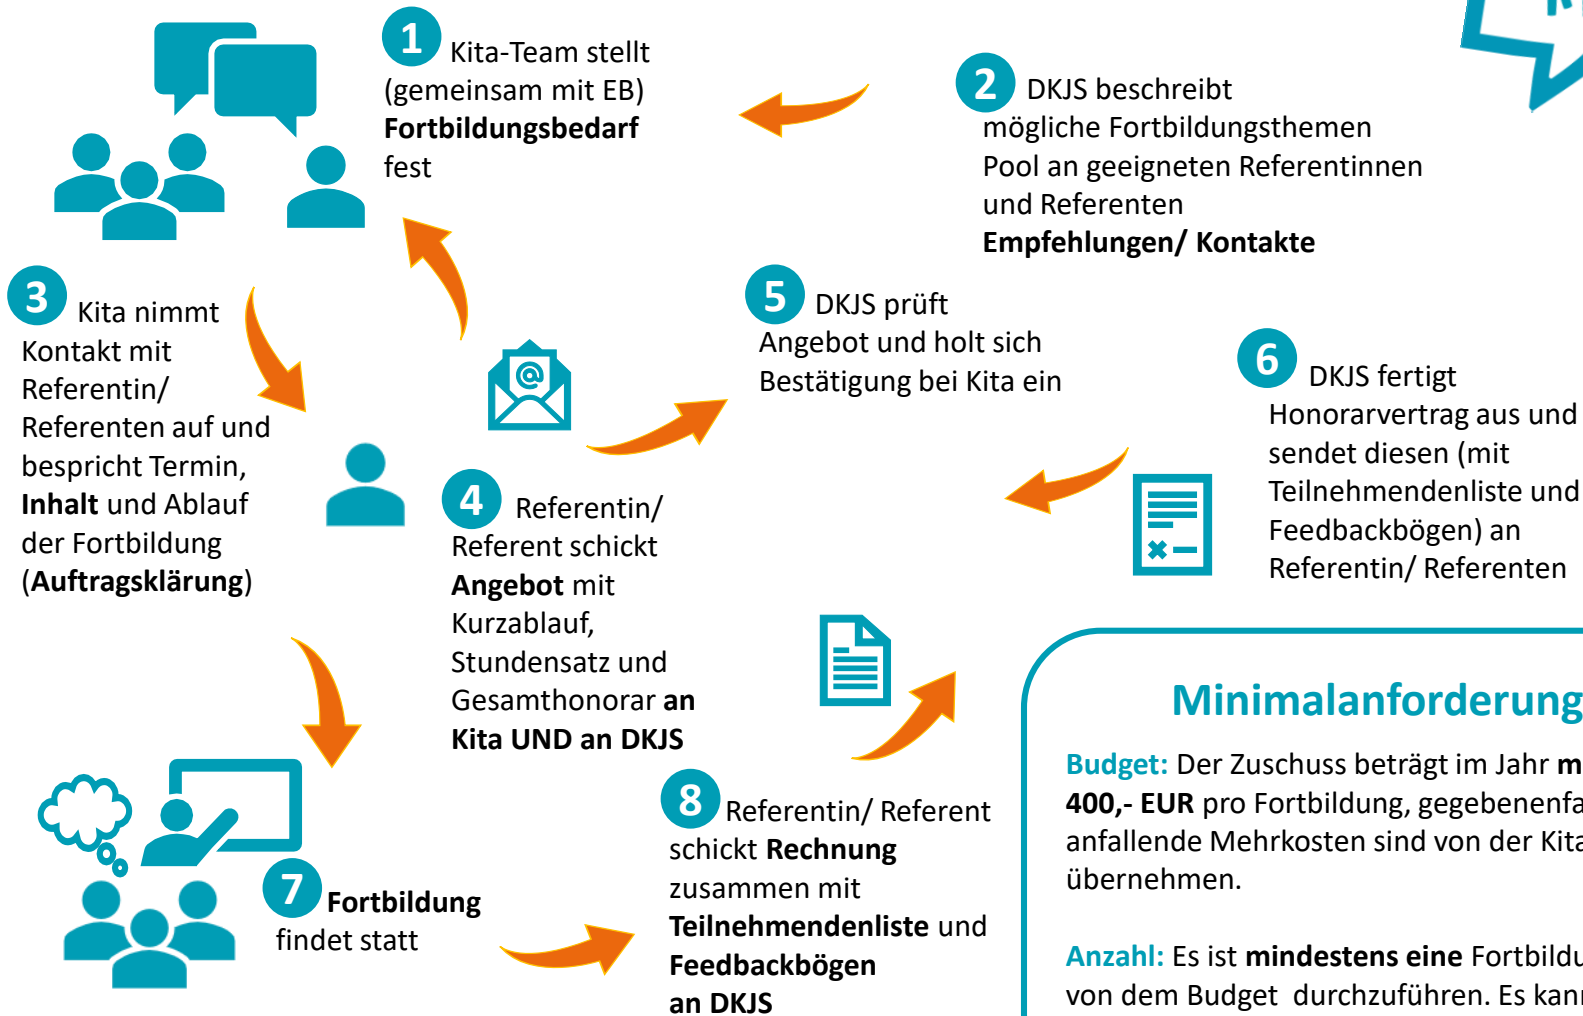 1 Kita-Team stellt
(gemeinsam mit EB)
Fortbildungsbedarf
fest
2 DKJS beschreibt
mögliche Fortbildungsthemen
Pool an geeigneten Referentinnen
und Referenten
Empfehlungen/ Kontakte
3 Kita nimmt
Kontakt mit
Referentin/
Referenten auf und
bespricht Termin,
Inhalt und Ablauf
der Fortbildung
(Auftragsklärung)
@
4 Referentin/
Referent schickt
Angebot mit
Kurzablauf,
Stundensatz und
Gesamthonorar an
Kita UND an DKJS
5 DKJS prüft
Angebot und holt sich
Bestätigung bei Kita ein
6 DKJS fertigt
Honorarvertrag aus und
sendet diesen (mit
Teilnehmendenliste und
Feedbackbögen) an
Referentin/ Referenten
7 Fortbildung
findet statt
8 Referentin/ Referent
schickt Rechnung
zusammen mit
Teilnehmendenliste und
Feedbackbögen
an DKJS
Minimalanforderung
Budget: Der Zuschuss beträgt im Jahr
400,- EUR pro Fortbildung,
anfallende Mehrkosten sind von der Kita
übernehmen.
Anzahl: Es ist mindestens eine
von dem Budget durchzuführen. Es kann